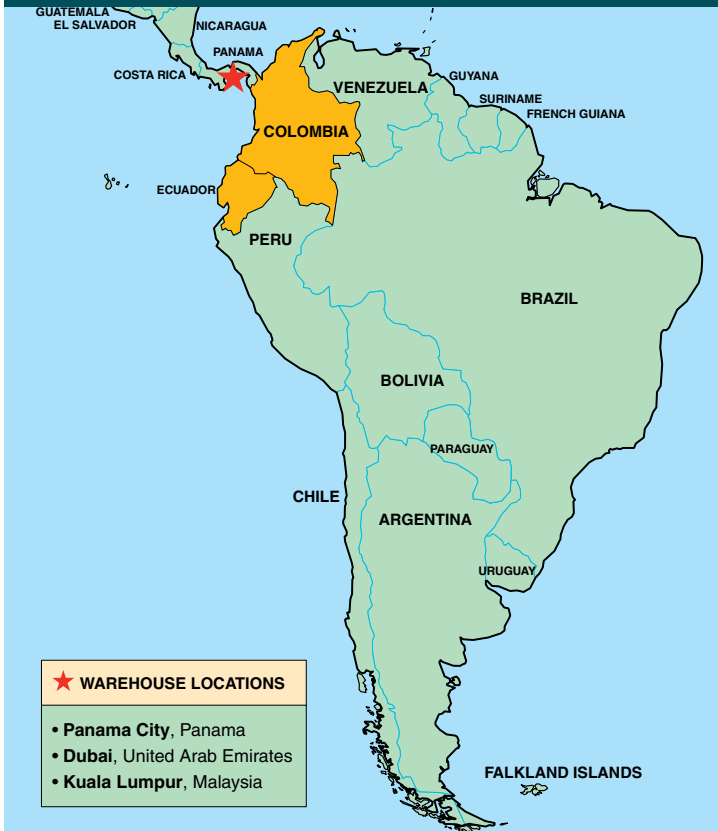 GUATEMALA
EL SALVADOR
NICARAGUA
PANAMA
COSTA RICA
VENEZUELA
GUYANA
SURINAME
FRENCH GUIANA
COLOMBIA
ECUADOR
PERU
BRAZIL
BOLIVIA
PARAGUAY
CHILE
ARGENTINA
URUGUAY
WAREHOUSE LOCATIONS
• Panama City, Panama
• Dubai, United Arab Emirates
• Kuala Lumpur, Malaysia
FALKLAND ISLANDS